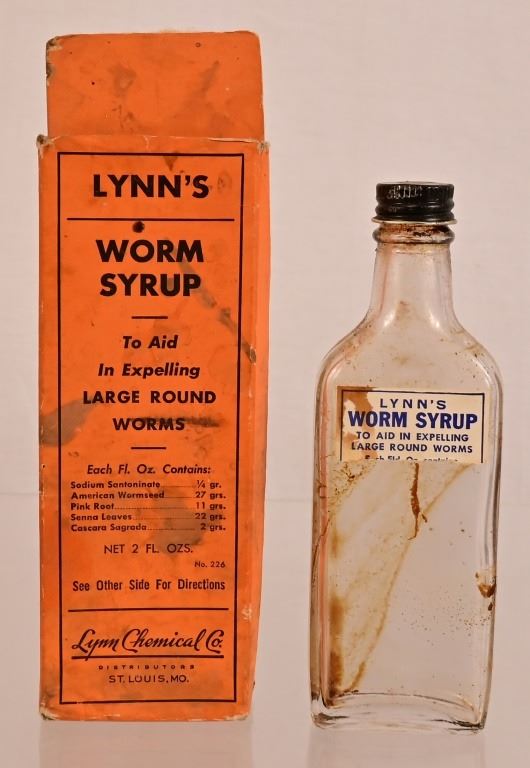 LYNN'S
WORM
SYRUP
To Aid
In Expelling
LARGE ROUND
WORMS
Each Fl. Oz. Contains:
Sodium Santoninate ¼ gr.
American Wormseed 27 grs.
Pink Root 11 grs.
Senna Leaves 22 grs.
Cascara Sagrada 2 grs.
NET 2 FL. OZS.
No. 226
See Other Side For Directions
Lynn Chemical Co.
DISTRIBUTORS
ST. LOUIS, MO.
LYNN'S
WORM SYRUP
TO AID IN EXPELLING
LARGE ROUND WORMS